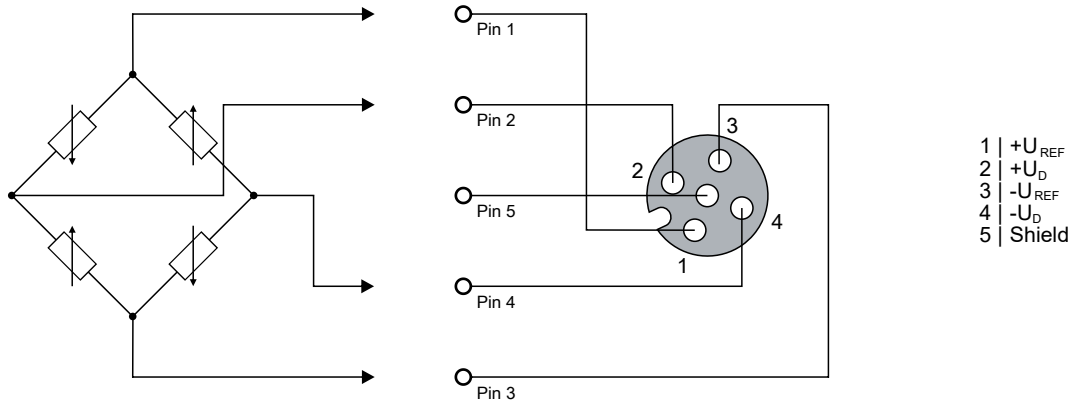 Pin 1
Pin 2
Pin 5
Pin 4
Pin 3
3
2
4
1
1 | +U_REF
2 | +U_D
3 | -U_REF
4 | -U_D
5 | Shield